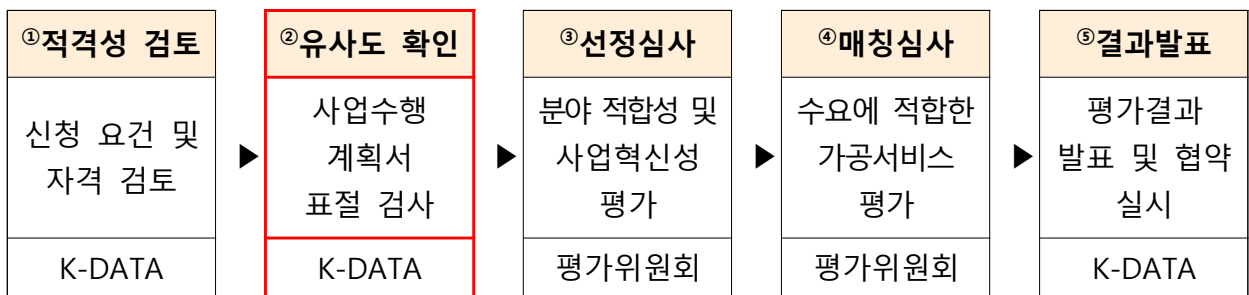 ①적격성 검토
신청 요건 및
자격 검토
K-DATA
▶
②유사도 확인
사업수행
계획서
표절 검사
K-DATA
▶
③선정심사
분야 적합성 및
사업혁신성
평가
평가위원회
▶
④매칭심사
수요에 적합한
가공서비스
평가
평가위원회
▶
⑤결과발표
평가결과
발표 및 협약
실시
K-DATA